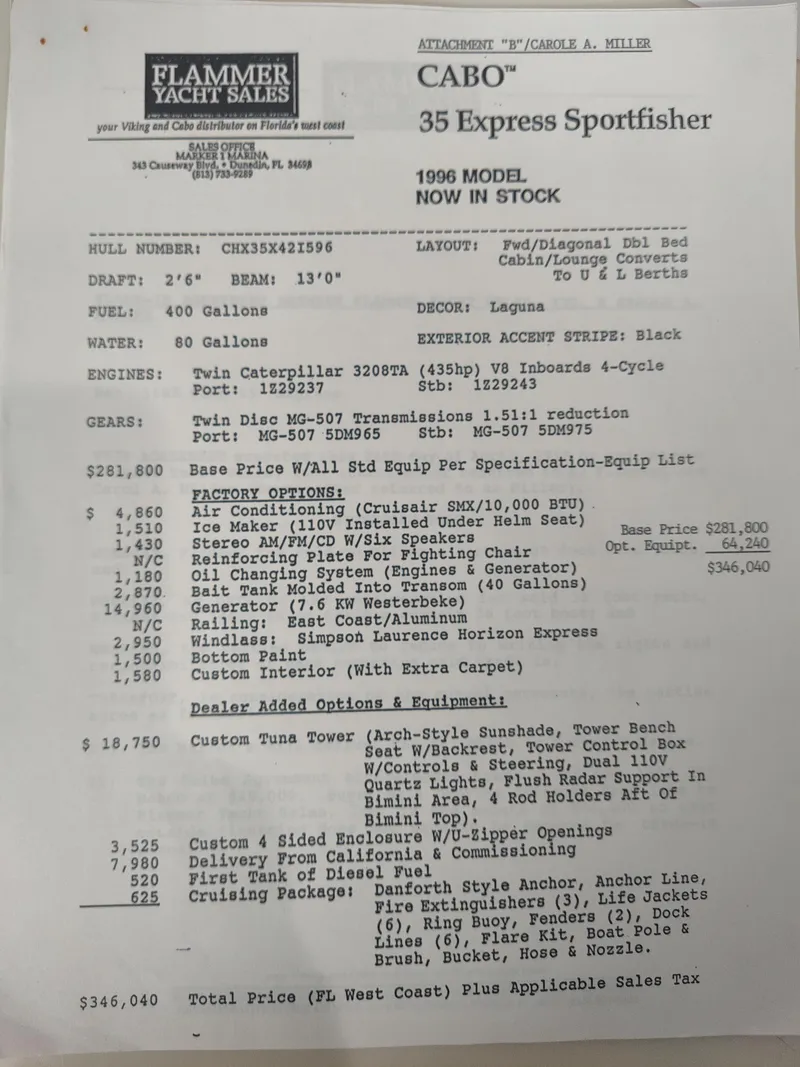 ATTACHMENT "B"/CAROLE A. MILLER
FLAMMER
YACHT SALES
your Viking and Cabo distributor on Florida's west coast
SALES OFFICE
MARKER 1 MARINA
343 Causeway Blvd. • Dunedin, FL 34698
(813) 733-9289
CABO™
35 Express Sportfisher
1996 MODEL
NOW IN STOCK
HULL NUMBER: CHX35X42I596
LAYOUT: Fwd/Diagonal Dbl Bed
Cabin/Lounge Converts
To U & L Berths
DRAFT: 2'6" BEAM: 13'0"
FUEL: 400 Gallons
DECOR: Laguna
WATER: 80 Gallons
EXTERIOR ACCENT STRIPE: Black
ENGINES: Twin Caterpillar 3208TA (435hp) V8 Inboards 4-Cycle
Port: 1Z29237 Stb: 1Z29243
GEARS: Twin Disc MG-507 Transmissions 1.51:1 reduction
Port: MG-507 5DM965 Stb: MG-507 5DM975
$281,800 Base Price W/All Std Equip Per Specification-Equip List
FACTORY OPTIONS:
$ 4,860 Air Conditioning (Cruisair SMX/10,000 BTU)
1,510 Ice Maker (110V Installed Under Helm Seat)
1,430 Stereo AM/FM/CD W/Six Speakers
N/C Reinforcing Plate For Fighting Chair
1,180 Oil Changing System (Engines & Generator)
2,870 Bait Tank Molded Into Transom (40 Gallons)
14,960 Generator (7.6 KW Westerbeke)
N/C Railing: East Coast/Aluminum
2,950 Windlass: Simpson Laurence Horizon Express
1,500 Bottom Paint
1,580 Custom Interior (With Extra Carpet)
Base Price $281,800
Opt. Equipt. 64,240
$346,040
Dealer Added Options & Equipment:
$ 18,750 Custom Tuna Tower (Arch-Style Sunshade, Tower Bench
Seat W/Backrest, Tower Control Box
W/Controls & Steering, Dual 110V
Quartz Lights, Flush Radar Support In
Bimini Area, 4 Rod Holders Aft Of
Bimini Top).
3,525 Custom 4 Sided Enclosure W/U-Zipper Openings
7,980 Delivery From California & Commissioning
520 First Tank of Diesel Fuel
625 Cruising Package: Danforth Style Anchor, Anchor Line,
Fire Extinguishers (3), Life Jackets
(6), Ring Buoy, Fenders (2), Dock
Lines (6), Flare Kit, Boat Pole &
Brush, Bucket, Hose & Nozzle.
$346,040 Total Price (FL West Coast) Plus Applicable Sales Tax